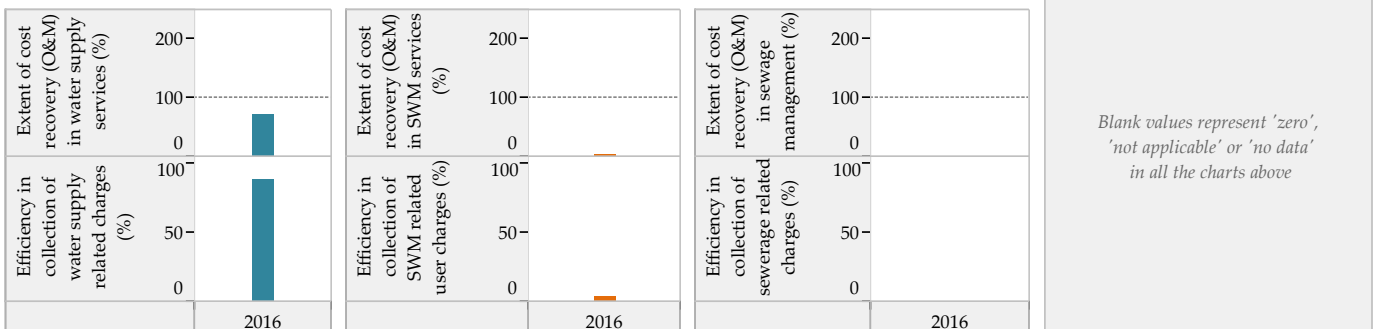 Extent of cost
recovery (O&M)
in water supply
services (%)
200
100
0
Efficiency in
collection of
water supply
related charges
(%)
100
50
0
2016
Extent of cost
recovery (O&M)
in SWM services
(%)
200
100
0
Efficiency in
collection of
SWM related
user charges (%)
100
50
0
2016
Extent of cost
recovery (O&M)
in sewage
management (%)
200
100
0
Efficiency in
collection of
sewerage related
charges (%)
100
50
0
2016
Blank values represent 'zero',
'not applicable' or 'no data'
in all the charts above